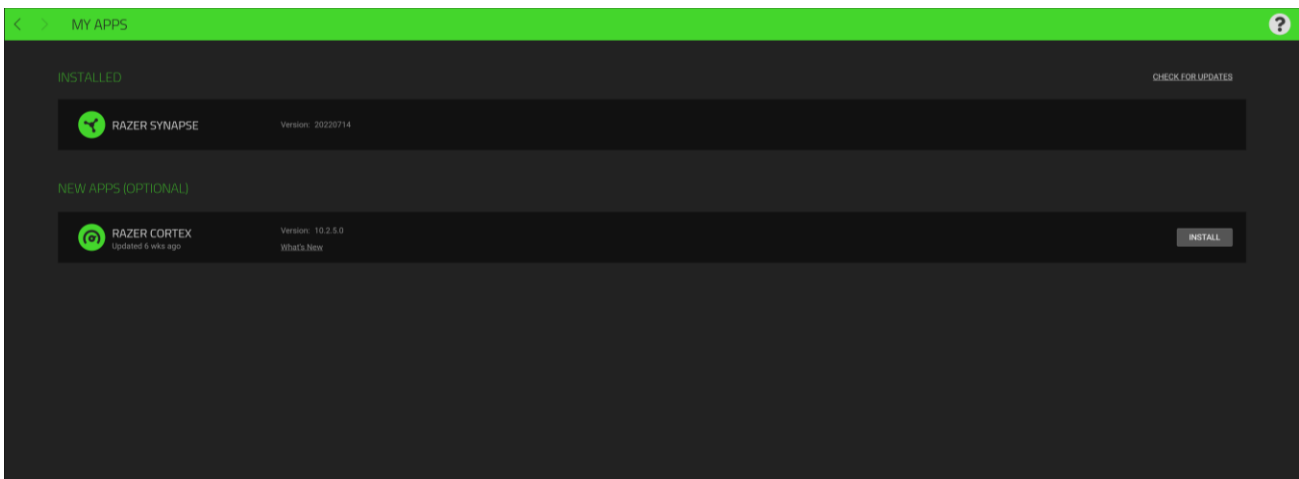 MY APPS
?
INSTALLED
CHECK FOR UPDATES
RAZER SYNAPSE
Version: 20220714
NEW APPS (OPTIONAL)
RAZER CORTEX
Updated 6 wks ago
Version: 10.2.5.0
What's New
INSTALL